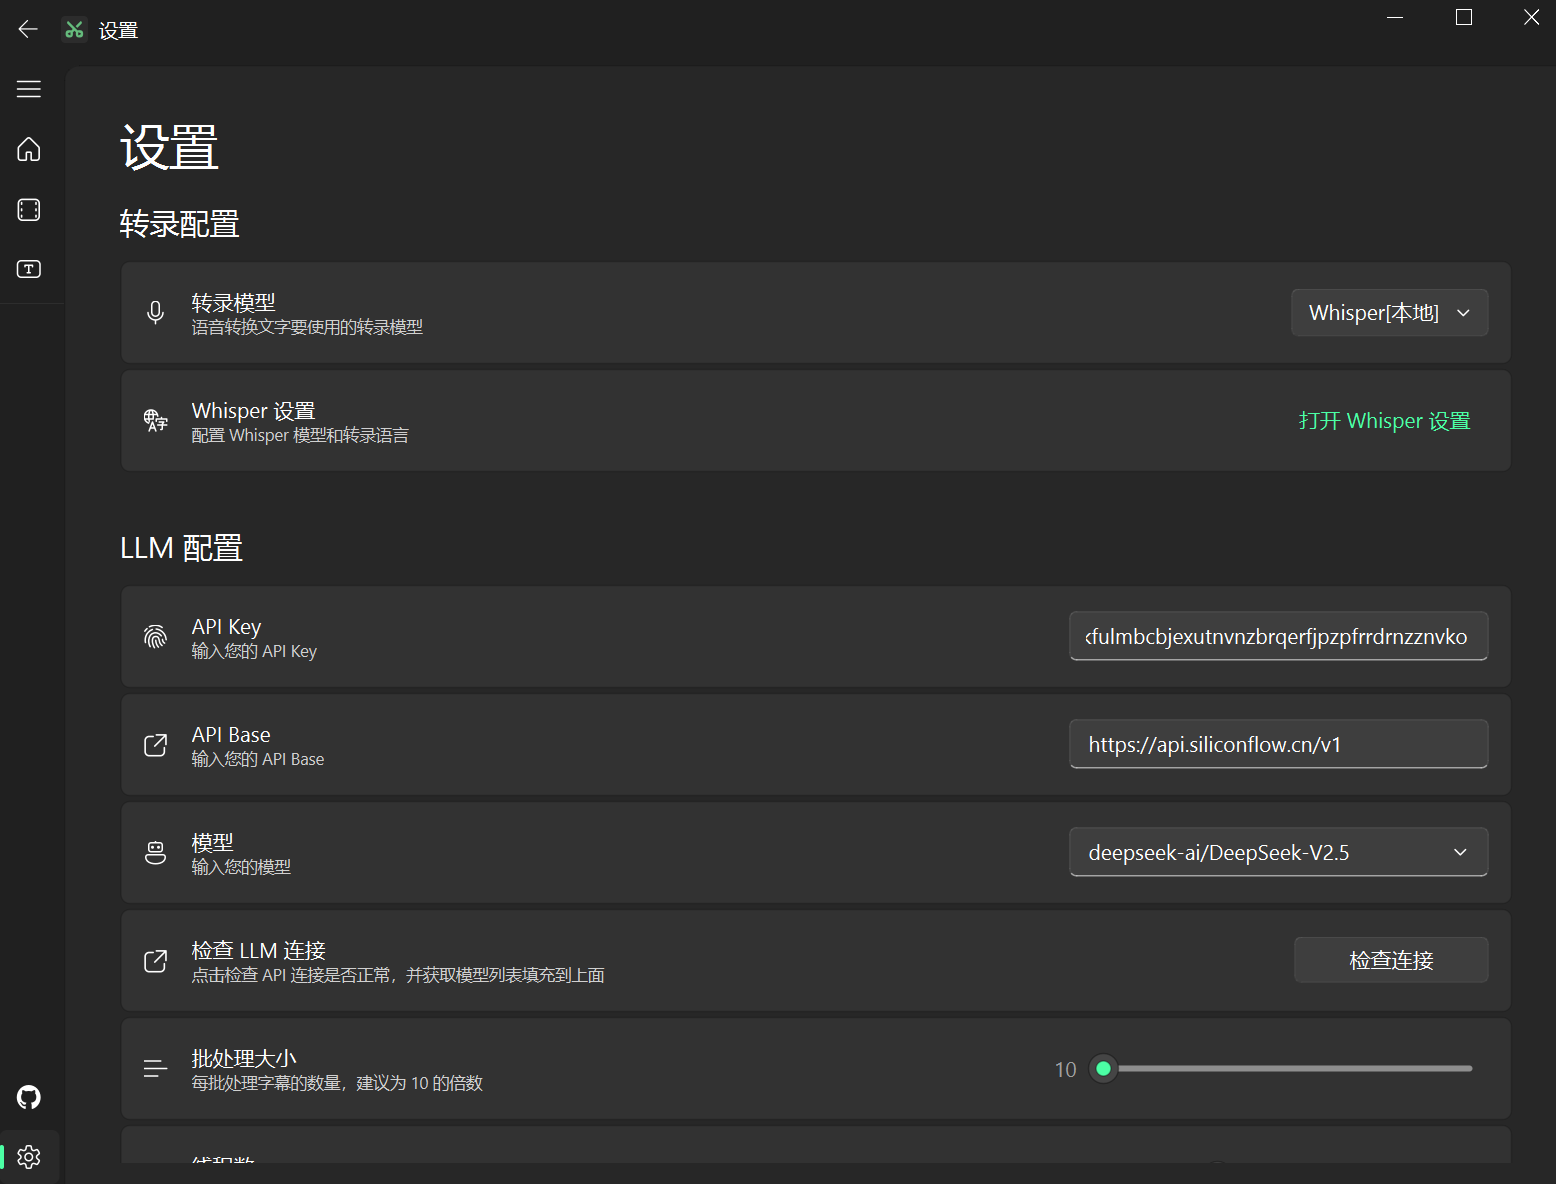 设置
设置
转录配置
转录模型
语音转换文字要使用的转录模型
Whisper[本地]
Whisper 设置
配置 Whisper 模型和转录语言
打开 Whisper 设置
LLM 配置
API Key
输入您的 API Key
kfulmbcbjexutnvnzbrqerfjpzpfrrdrnzznvko
API Base
输入您的 API Base
https://api.siliconflow.cn/v1
模型
输入您的模型
deepseek-ai/DeepSeek-V2.5
检查 LLM 连接
点击检查 API 连接是否正常，并获取模型列表填充到上面
检查连接
批处理大小
每批处理字幕的数量，建议为 10 的倍数
10